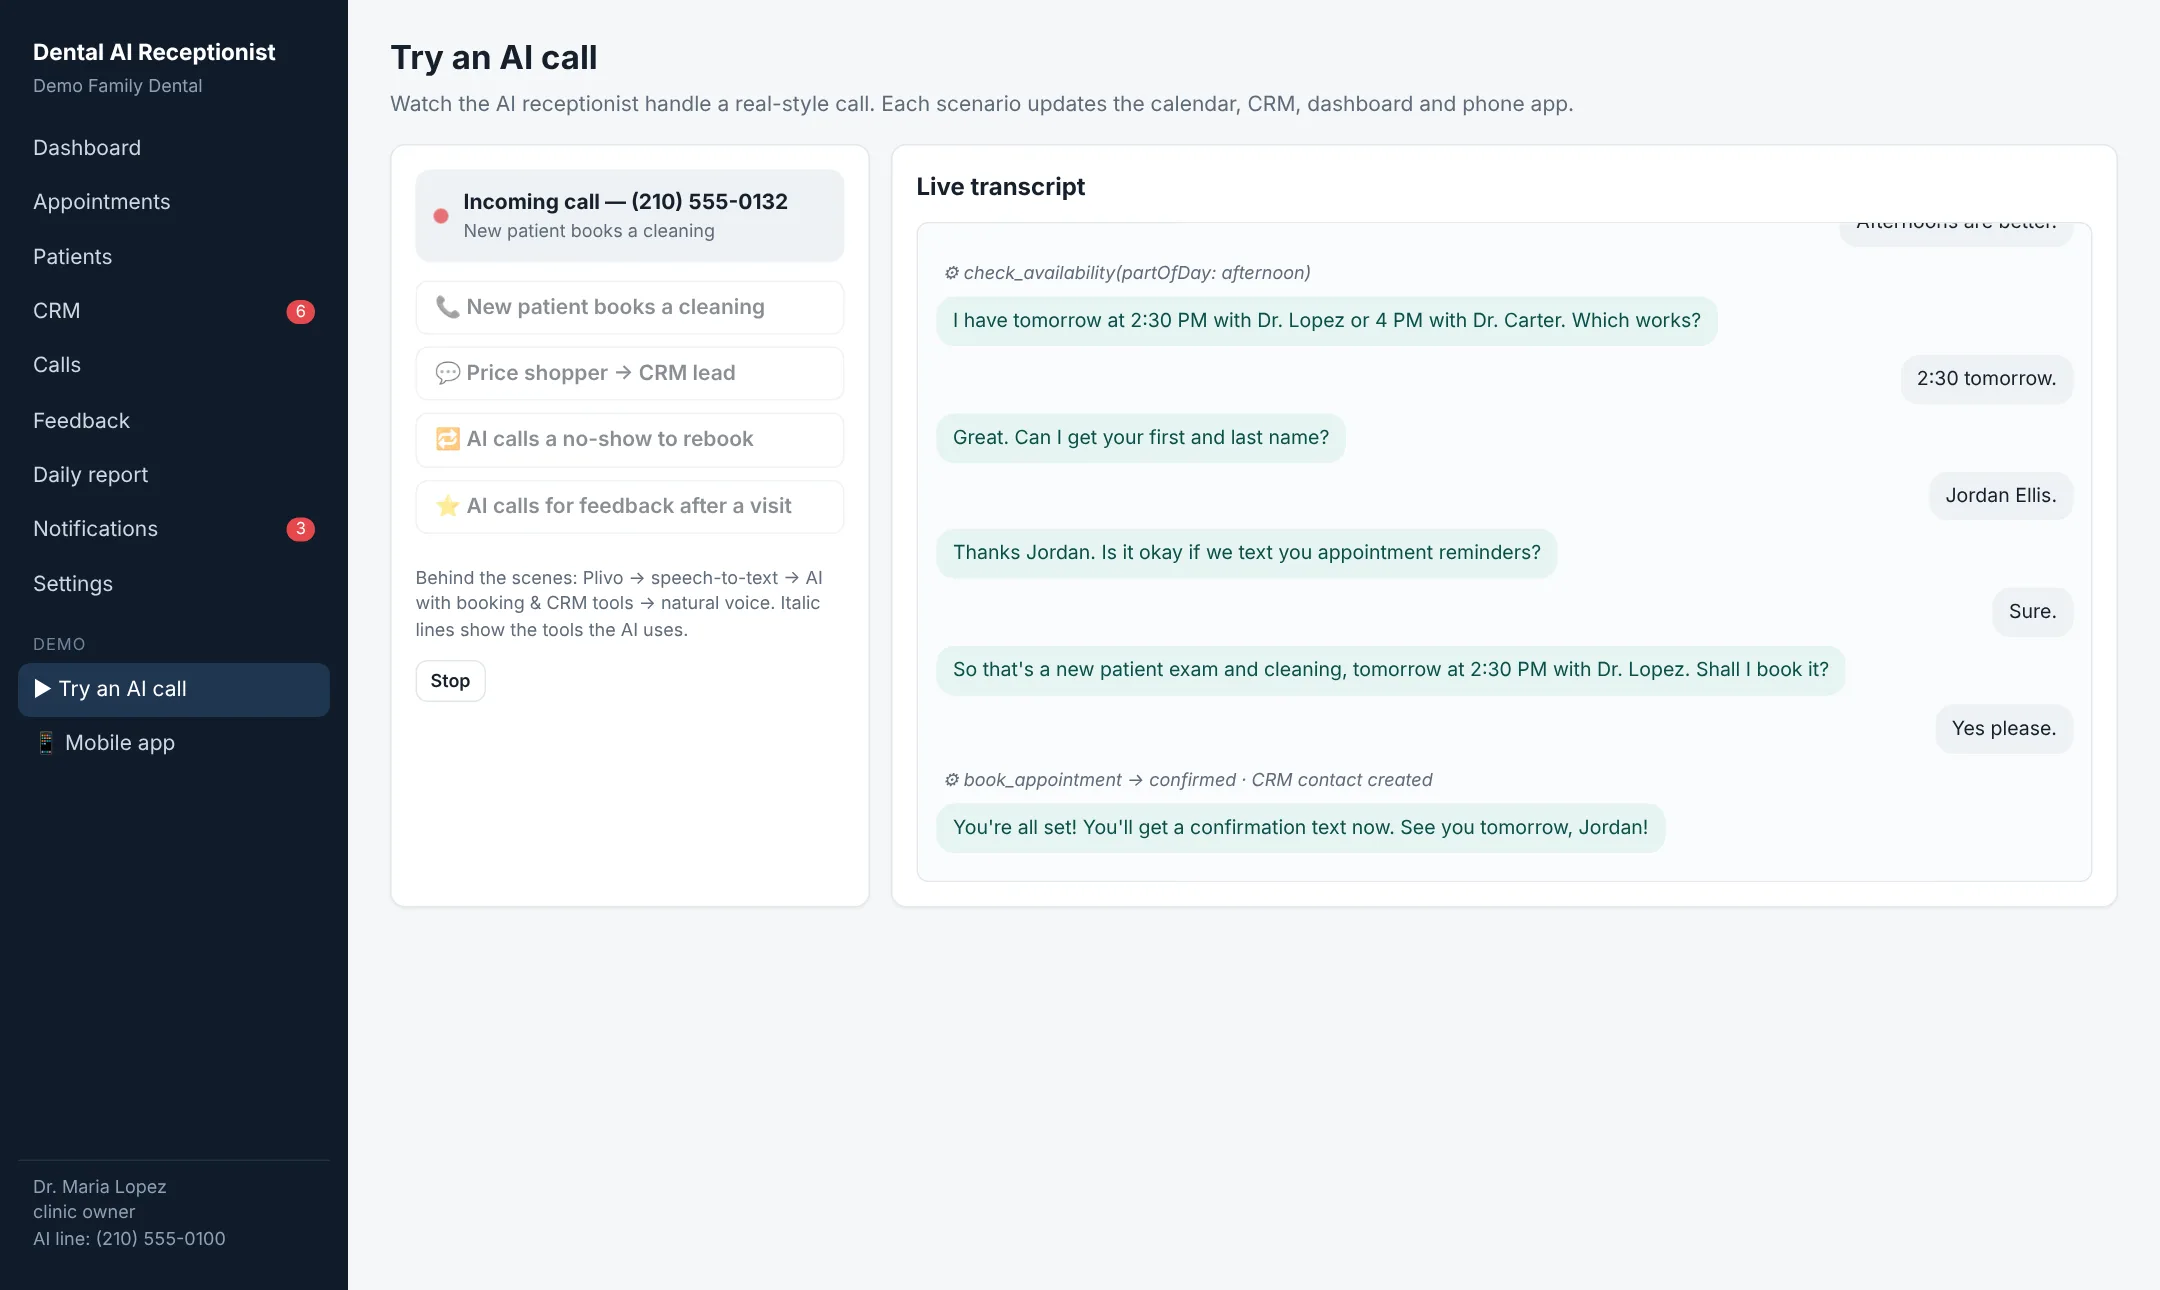 Dental AI Receptionist
Demo Family Dental
Dashboard
Appointments
Patients
CRM 6
Calls
Feedback
Daily report
Notifications 3
Settings
DEMO
▶ Try an AI call
📱 Mobile app
Dr. Maria Lopez
clinic owner
AI line: (210) 555-0100
Try an AI call
Watch the AI receptionist handle a real-style call. Each scenario updates the calendar, CRM, dashboard and phone app.
Incoming call — (210) 555-0132
New patient books a cleaning
📞 New patient books a cleaning
💬 Price shopper → CRM lead
🔁 AI calls a no-show to rebook
⭐ AI calls for feedback after a visit
Behind the scenes: Plivo → speech-to-text → AI
with booking & CRM tools → natural voice. Italic
lines show the tools the AI uses.
Stop
Live transcript
Afternoons are better.
⚙ check_availability(partOfDay: afternoon)
I have tomorrow at 2:30 PM with Dr. Lopez or 4 PM with Dr. Carter. Which works?
2:30 tomorrow.
Great. Can I get your first and last name?
Jordan Ellis.
Thanks Jordan. Is it okay if we text you appointment reminders?
Sure.
So that's a new patient exam and cleaning, tomorrow at 2:30 PM with Dr. Lopez. Shall I book it?
Yes please.
⚙ book_appointment → confirmed · CRM contact created
You're all set! You'll get a confirmation text now. See you tomorrow, Jordan!